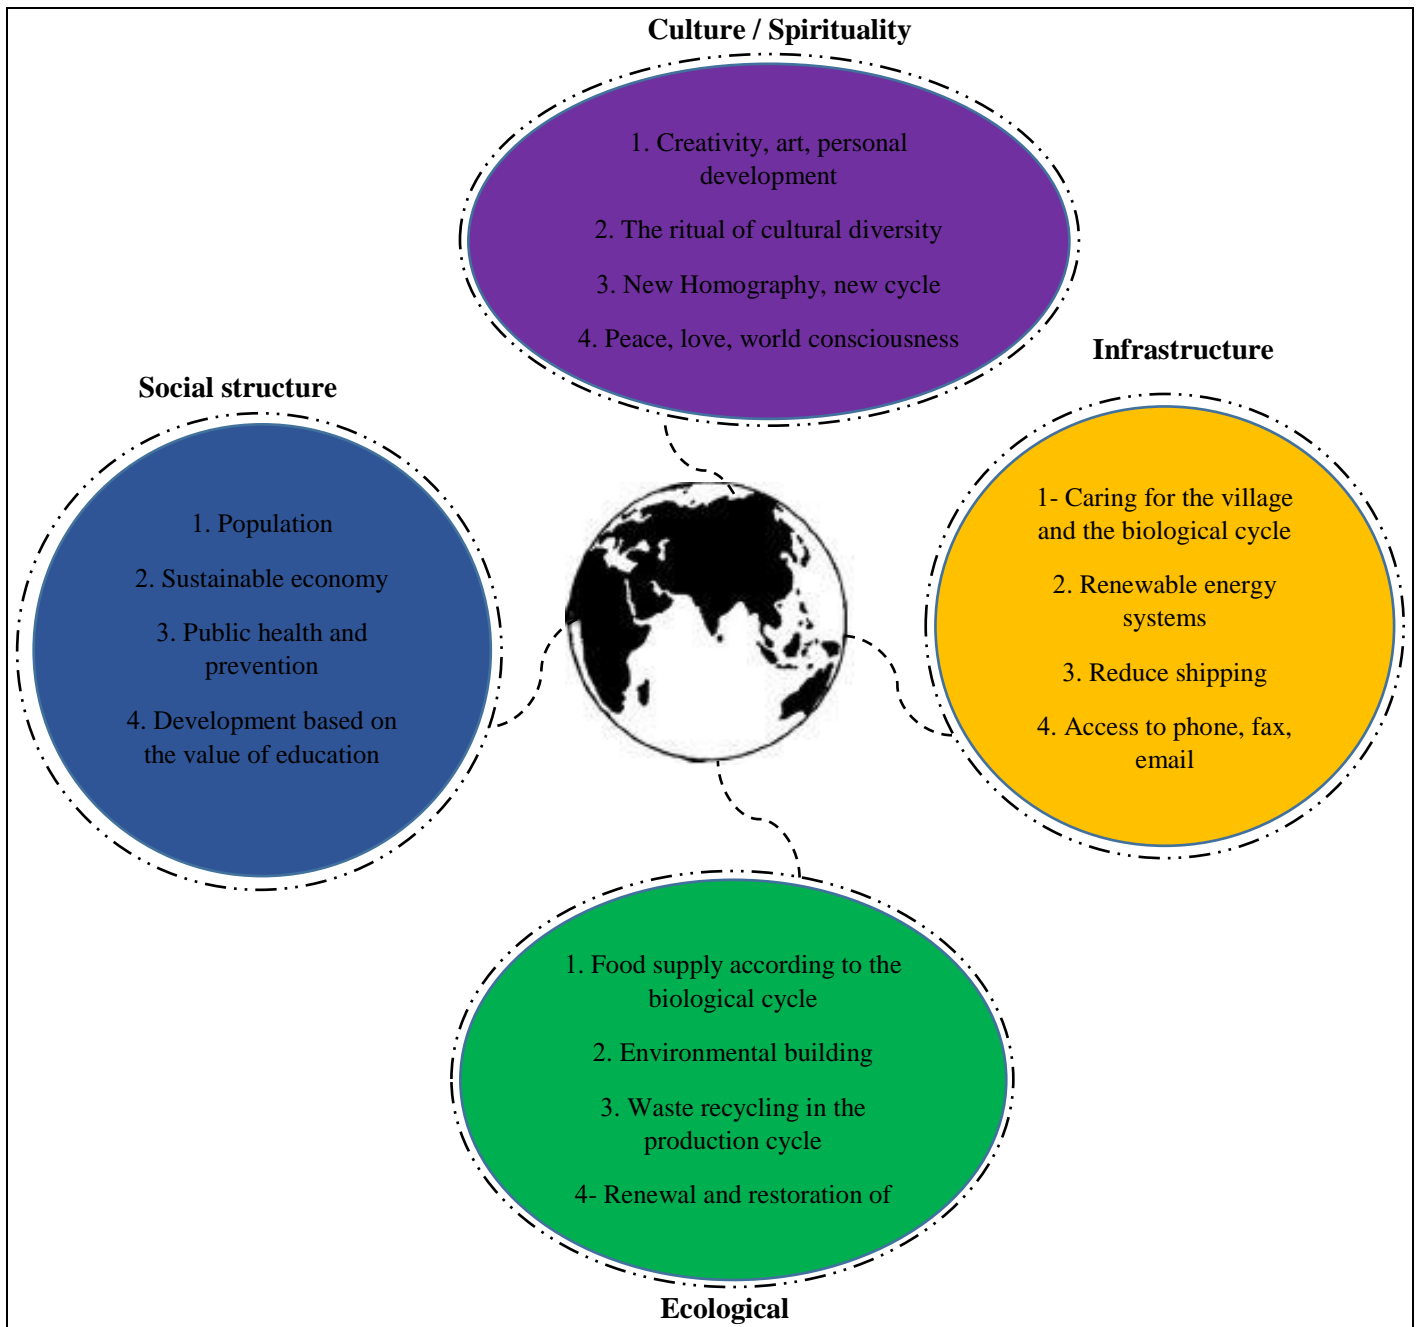 Culture / Spirituality
1. Creativity, art, personal
development
2. The ritual of cultural diversity
3. New Homography, new cycle
4. Peace, love, world consciousness
Social structure
1. Population
2. Sustainable economy
3. Public health and
prevention
4. Development based on
the value of education
Infrastructure
1- Caring for the village
and the biological cycle
2. Renewable energy
systems
3. Reduce shipping
4. Access to phone, fax,
email
1. Food supply according to the
biological cycle
2. Environmental building
3. Waste recycling in the
production cycle
4- Renewal and restoration of
Ecological